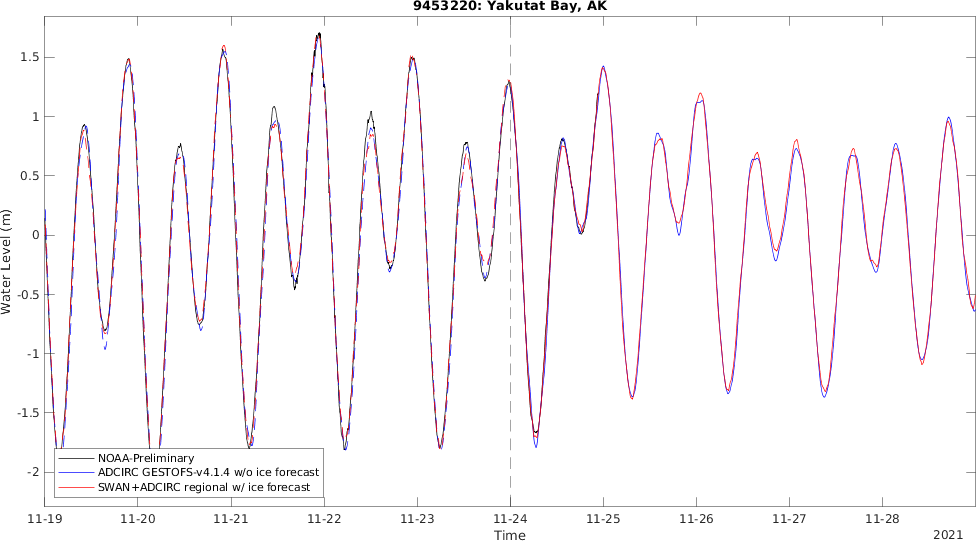 9453220: Yakutat Bay, AK
Water Level (m)
1.5
1
0.5
0
-0.5
-1
-1.5
-2
NOAA-Preliminary
ADCIRC GESTOFS-v4.1.4 w/o ice forecast
SWAN+ADCIRC regional w/ ice forecast
11-19 11-20 11-21 11-22 11-23 11-24 11-25 11-26 11-27 11-28
Time
2021